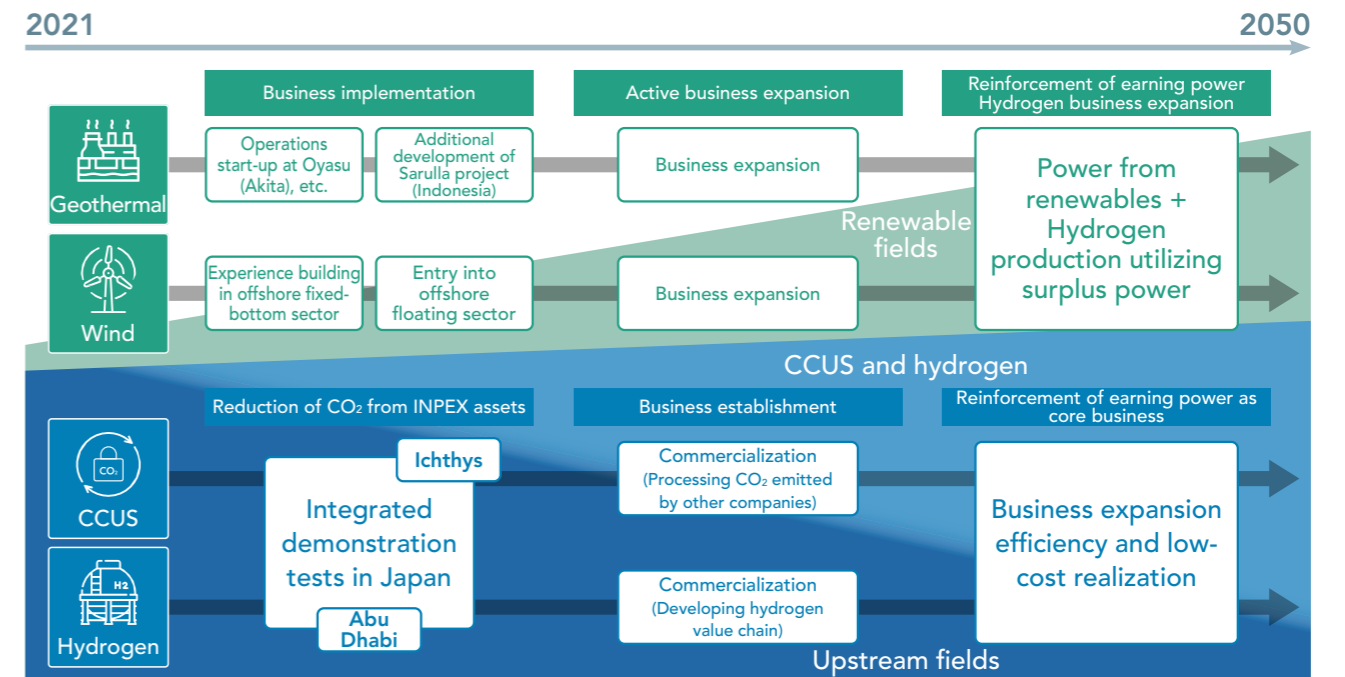 2021
2050
Business implementation
Active business expansion
Reinforcement of earning power
Hydrogen business expansion
Geothermal
Operations
start-up at Oyasu
(Akita), etc.
Additional
development of
Sarulla project
(Indonesia)
Business expansion
Power from
renewables +
Hydrogen
production utilizing
surplus power
Renewable
fields
Wind
Experience building
in offshore fixed-
bottom sector
Entry into
offshore
floating sector
Business expansion
CCUS and hydrogen
Reduction of CO₂ from INPEX assets
Business establishment
Reinforcement of earning power as
core business
CO₂
CCUS
Ichthys
Integrated
demonstration
tests in Japan
Abu
Dhabi
Commercialization
(Processing CO₂ emitted
by other companies)
Business expansion
efficiency and low-
cost realization
H2
Hydrogen
Commercialization
(Developing hydrogen
value chain)
Upstream fields